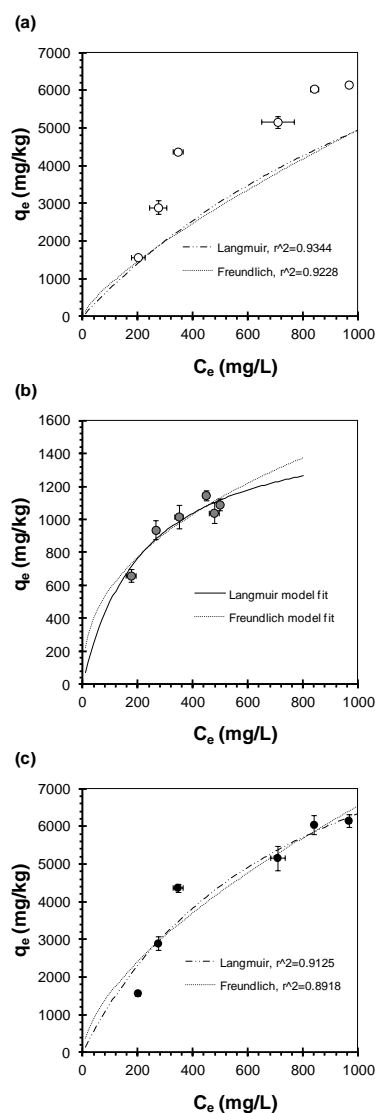 (a)
7000
6000
5000
4000
3000
2000
1000
0
qe (mg/kg)
Langmuir, r^2=0.9344
Freundlich, r^2=0.9228
0 200 400 600 800 1000
Ce (mg/L)
(b)
1600
1400
1200
1000
800
600
400
200
0
qe (mg/kg)
Langmuir model fit
Freundlich model fit
0 200 400 600 800 1000
Ce (mg/L)
(c)
7000
6000
5000
4000
3000
2000
1000
0
qe (mg/kg)
Langmuir, r^2=0.9125
Freundlich, r^2=0.8918
0 200 400 600 800 1000
Ce (mg/L)